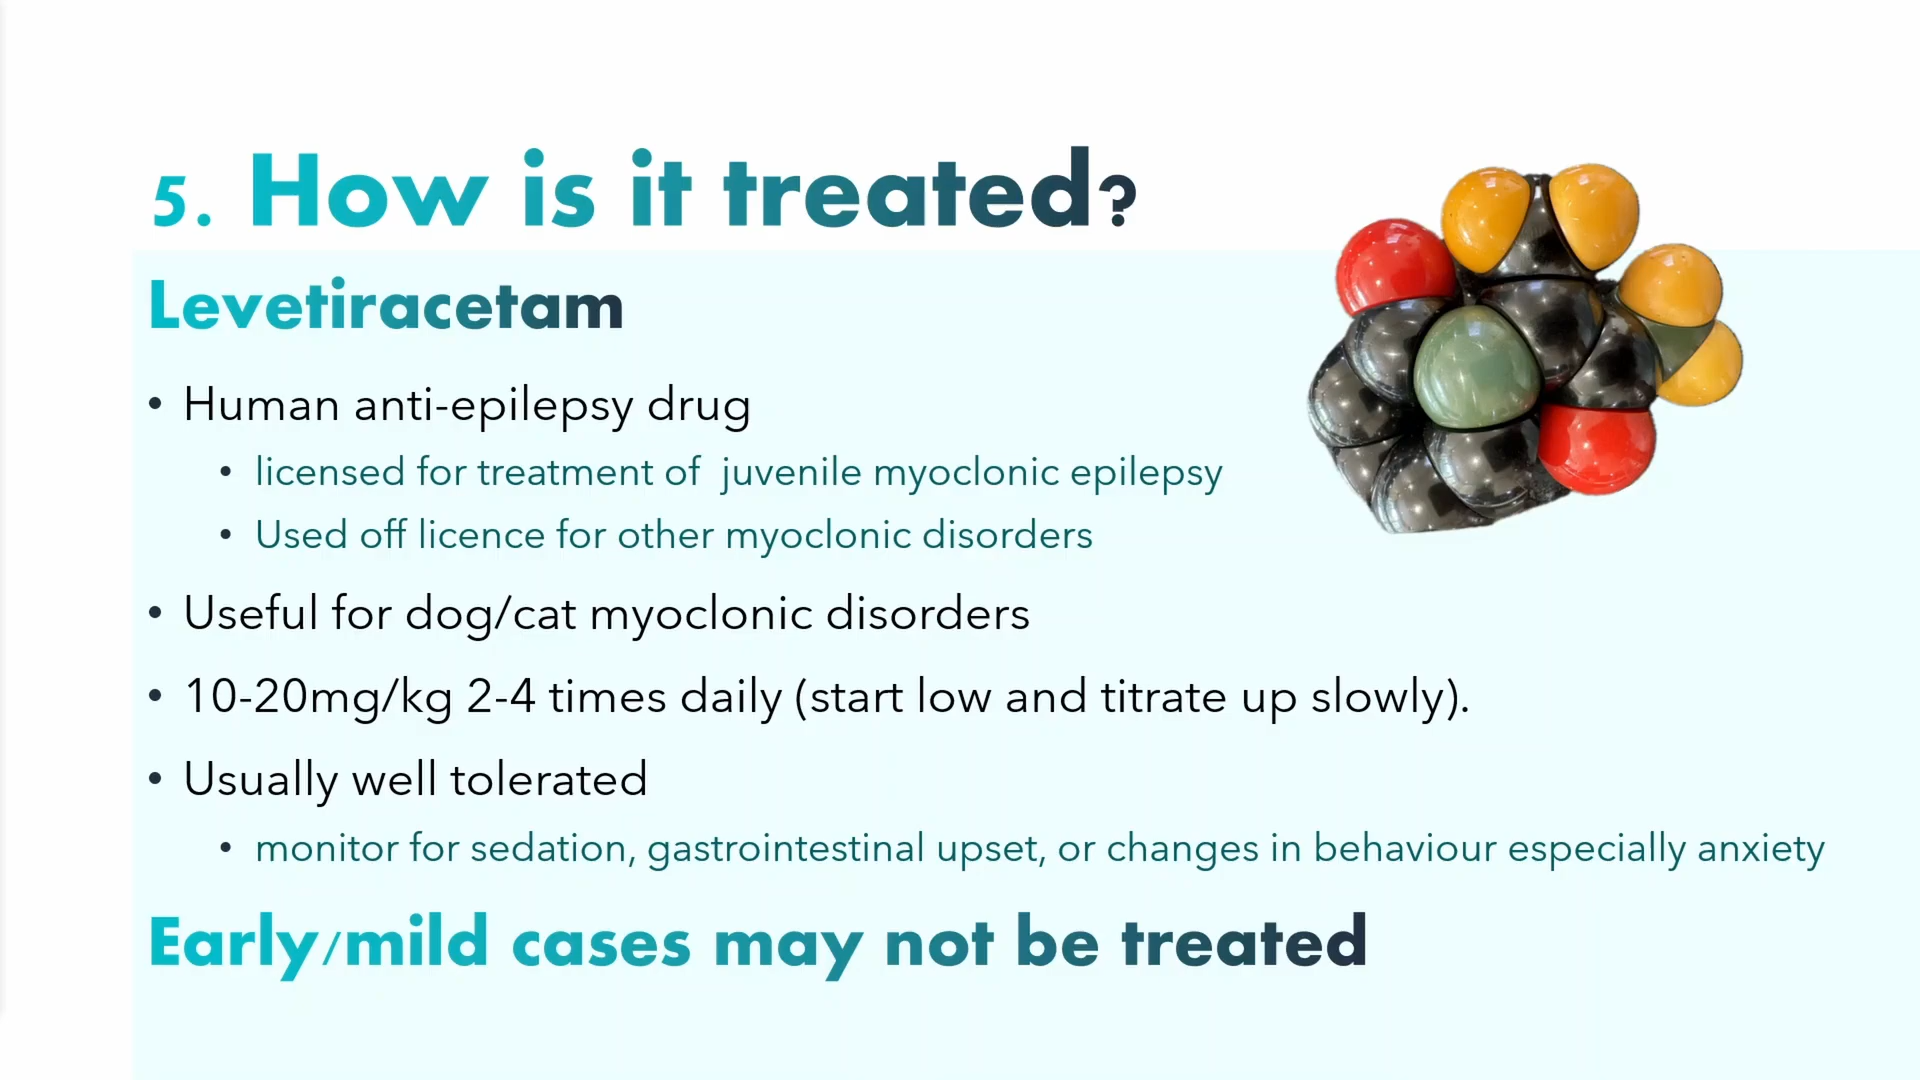 5. How is it treated?
Levetiracetam
• Human anti-epilepsy drug
• licensed for treatment of  juvenile myoclonic epilepsy
• Used off licence for other myoclonic disorders
• Useful for dog/cat myoclonic disorders
• 10-20mg/kg 2-4 times daily (start low and titrate up slowly).
• Usually well tolerated
• monitor for sedation, gastrointestinal upset, or changes in behaviour especially anxiety
Early/mild cases may not be treated